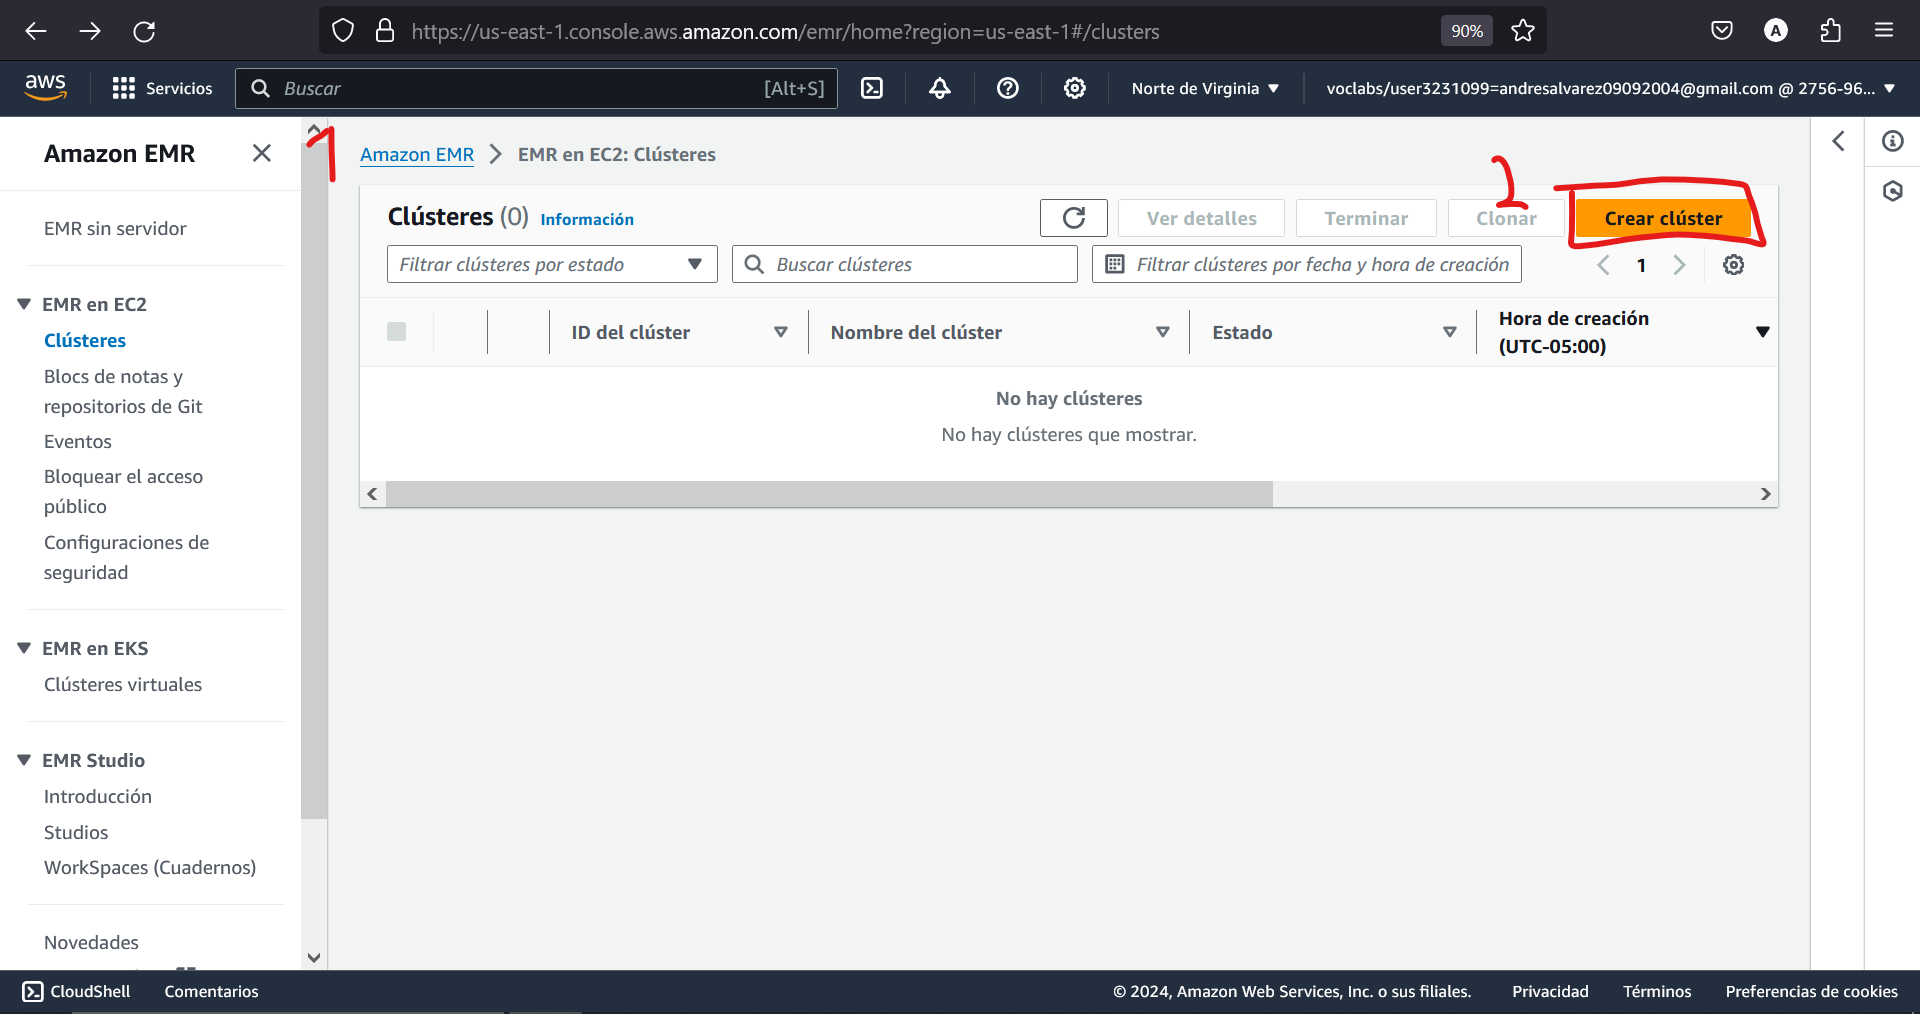 https://us-east-1.console.aws.amazon.com/emr/home?region=us-east-1#/clusters
90%
A
aws
Servicios
Buscar
[Alt+S]
Norte de Virginia
voclabs/user3231099=andresalvarez09092004@gmail.com @ 2756-96...
Amazon EMR
EMR sin servidor
EMR en EC2
Clústeres
Blocs de notas y
repositorios de Git
Eventos
Bloquear el acceso
público
Configuraciones de
seguridad
EMR en EKS
Clústeres virtuales
EMR Studio
Introducción
Studios
WorkSpaces (Cuadernos)
Novedades
1
Amazon EMR
EMR en EC2: Clústeres
2
Clústeres (0)
Información
Ver detalles
Terminar
Clonar
Crear clúster
Filtrar clústeres por estado
Buscar clústeres
Filtrar clústeres por fecha y hora de creación
1
ID del clúster
Nombre del clúster
Estado
Hora de creación
(UTC-05:00)
No hay clústeres
No hay clústeres que mostrar.
CloudShell
Comentarios
© 2024, Amazon Web Services, Inc. o sus filiales.
Privacidad
Términos
Preferencias de cookies